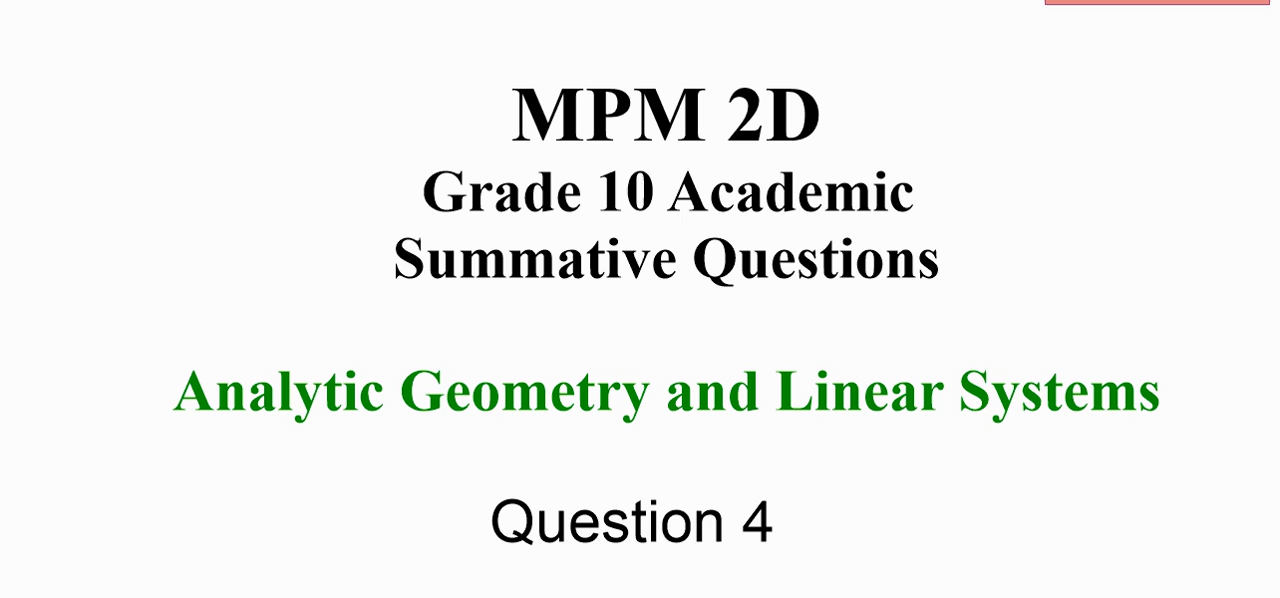 MPM 2D
Grade 10 Academic
Summative Questions
Analytic Geometry and Linear Systems
Question 4